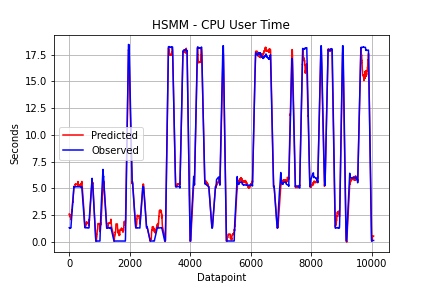 HSMM - CPU User Time
Seconds
17.5
15.0
12.5
10.0
7.5
5.0
2.5
0.0
Predicted
Observed
0 2000 4000 6000 8000 10000
Datapoint